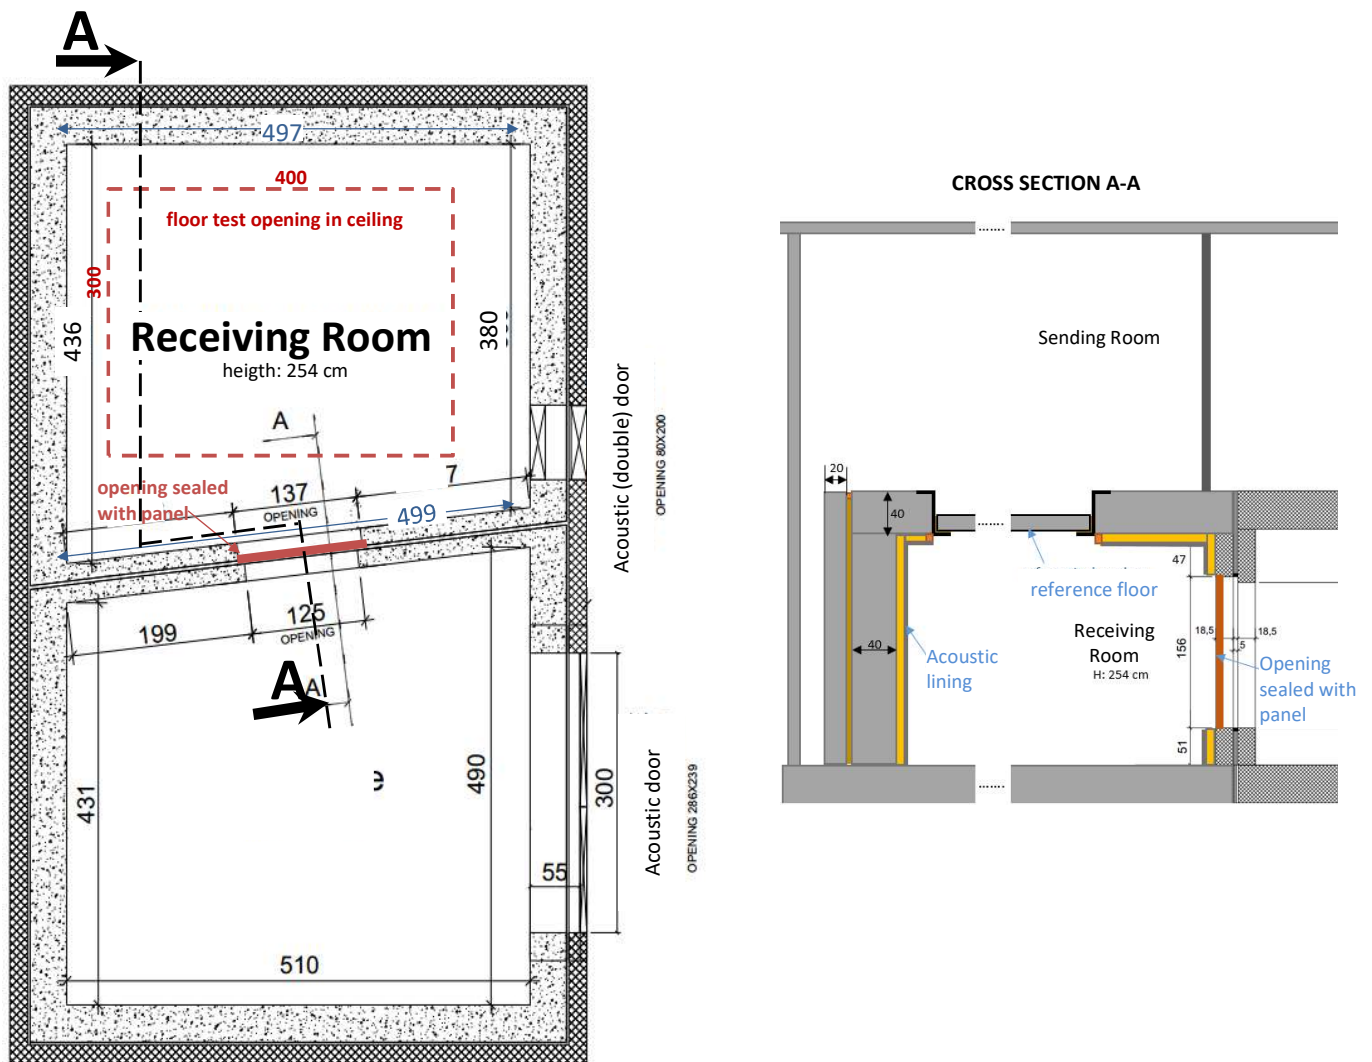 A
497
400
floor test opening in ceiling
300
436
Receiving Room
heigth: 254 cm
380
A
7
opening sealed
with panel
137
OPENING
499
Acoustic (double) door
OPENING 80X200
199
125
OPENING
A
A
431
490
300
55
510
Acoustic door
OPENING 286X239
CROSS SECTION A-A
.......
Sending Room
20
40
.......
47
reference floor
Receiving
Room
H: 254 cm
18,5
5
18,5
156
40
Acoustic
lining
Opening
sealed with
panel
51
.......